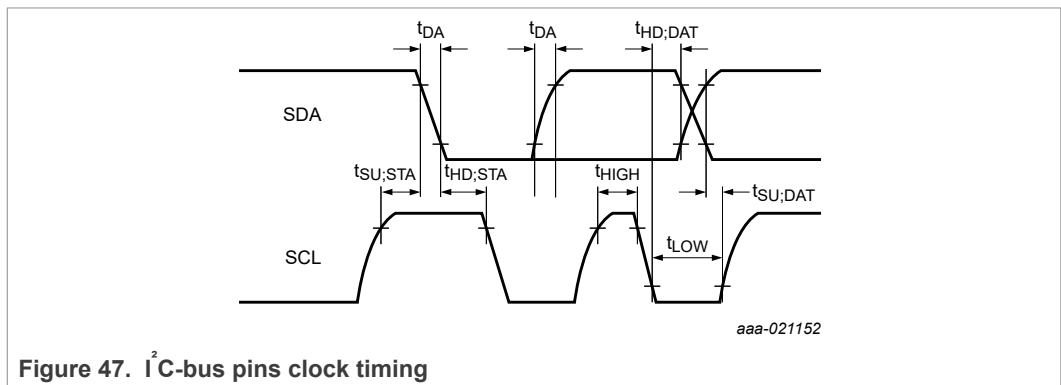 tDA
tDA
tHD;DAT
SDA
tSU;STA
tHD;STA
tHIGH
tSU;DAT
tLOW
SCL
aaa-021152
Figure 47. I²C-bus pins clock timing